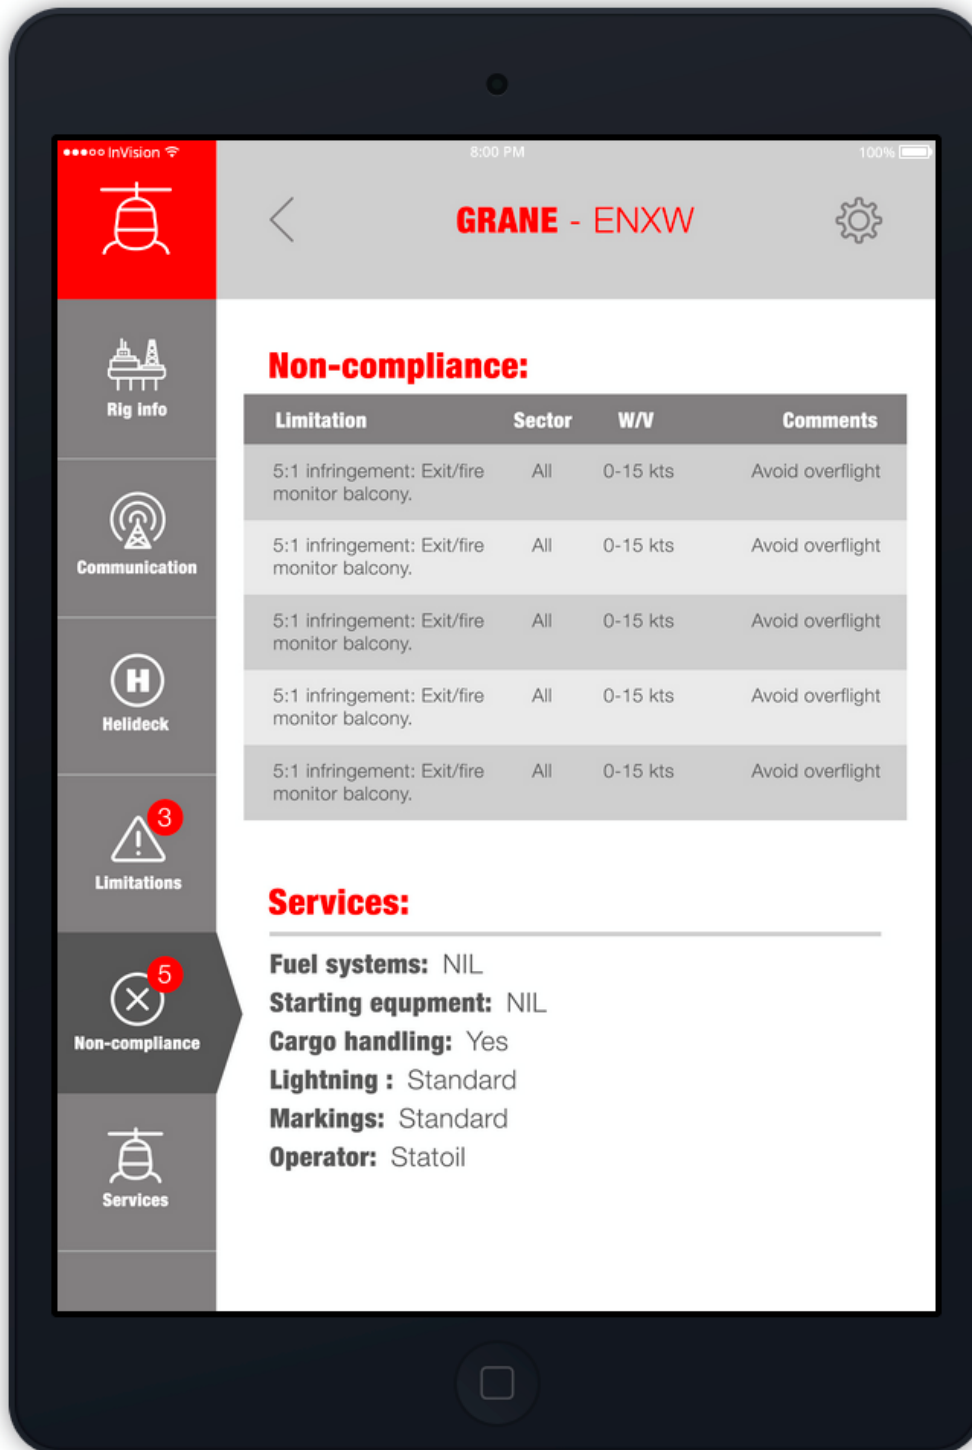 InVision
8:00 PM
100%
GRANE - ENXW
Rig info
Communication
H
Helideck
3
Limitations
5
Non-compliance
Services
Non-compliance:
Limitation Sector W/V Comments
5:1 infringement: Exit/fire All 0-15 kts Avoid overflight
monitor balcony.
5:1 infringement: Exit/fire All 0-15 kts Avoid overflight
monitor balcony.
5:1 infringement: Exit/fire All 0-15 kts Avoid overflight
monitor balcony.
5:1 infringement: Exit/fire All 0-15 kts Avoid overflight
monitor balcony.
5:1 infringement: Exit/fire All 0-15 kts Avoid overflight
monitor balcony.
Services:
Fuel systems: NIL
Starting equpment: NIL
Cargo handling: Yes
Lightning : Standard
Markings: Standard
Operator: Statoil